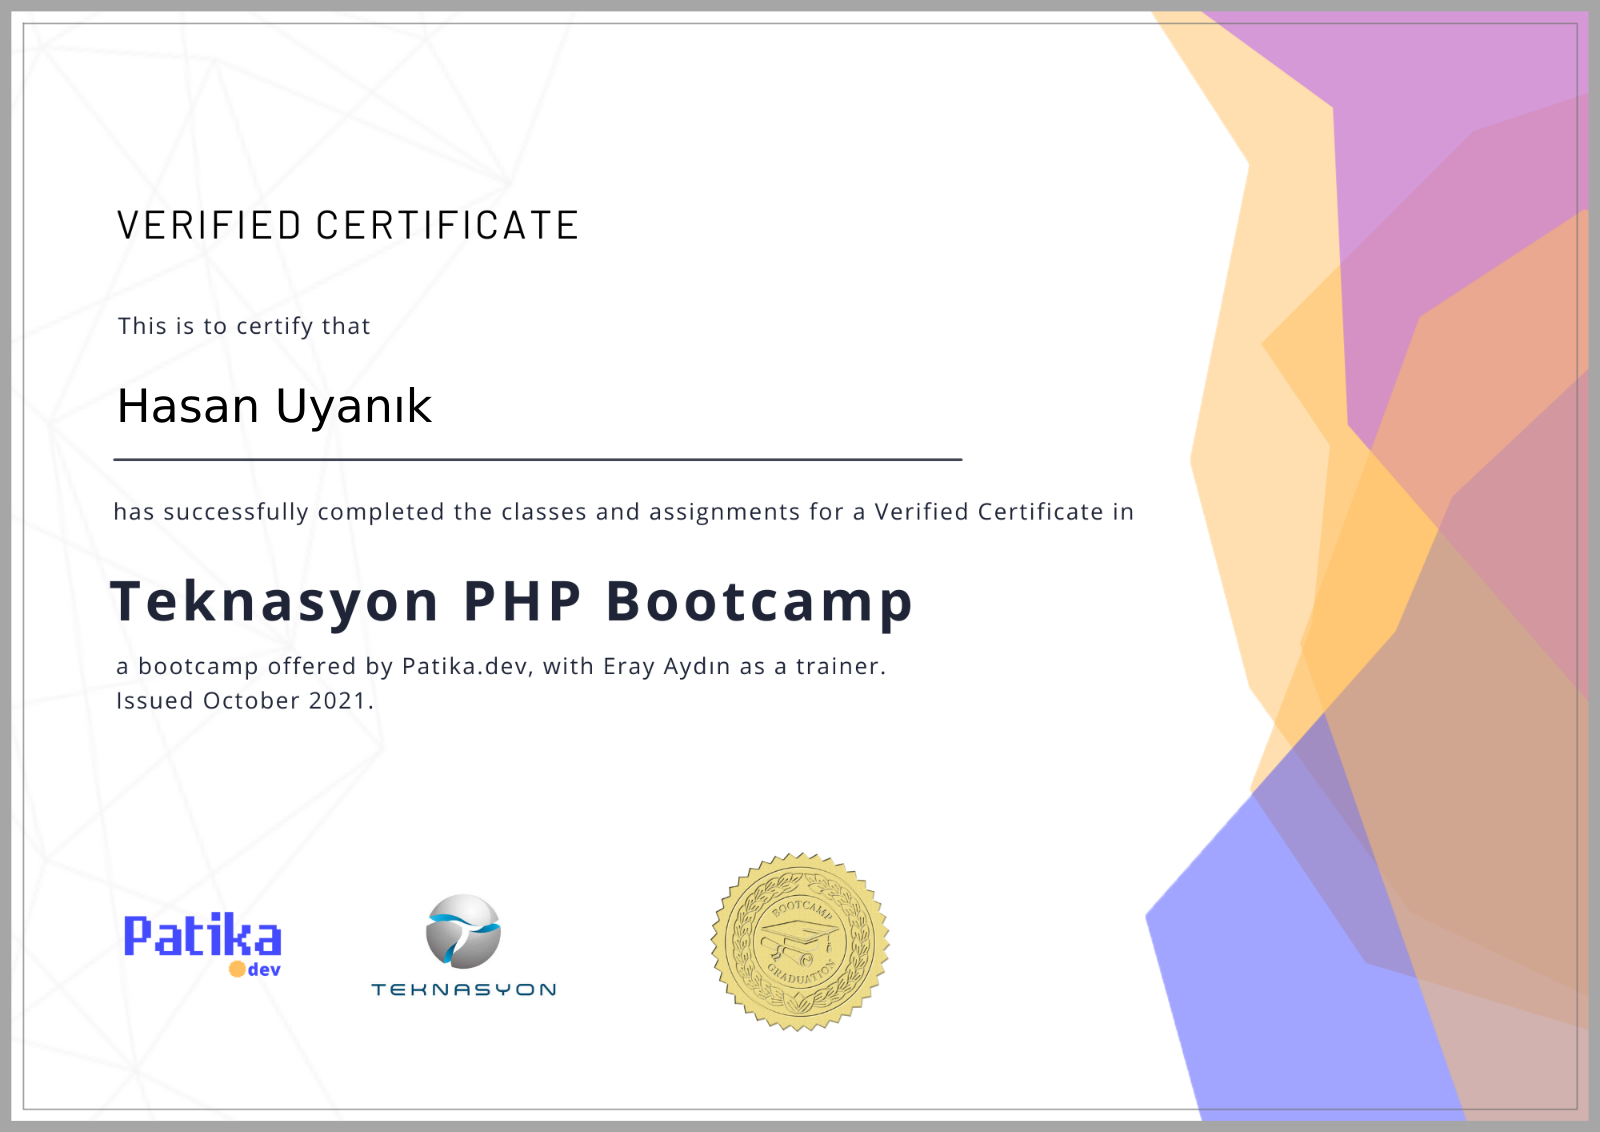 VERIFIED CERTIFICATE
This is to certify that
Hasan Uyanık
has successfully completed the classes and assignments for a Verified Certificate in
Teknasyon PHP Bootcamp
a bootcamp offered by Patika.dev, with Eray Aydın as a trainer.
Issued October 2021.
Patika
dev
TEKNASYON
BOOTCAMP
GRADUATION